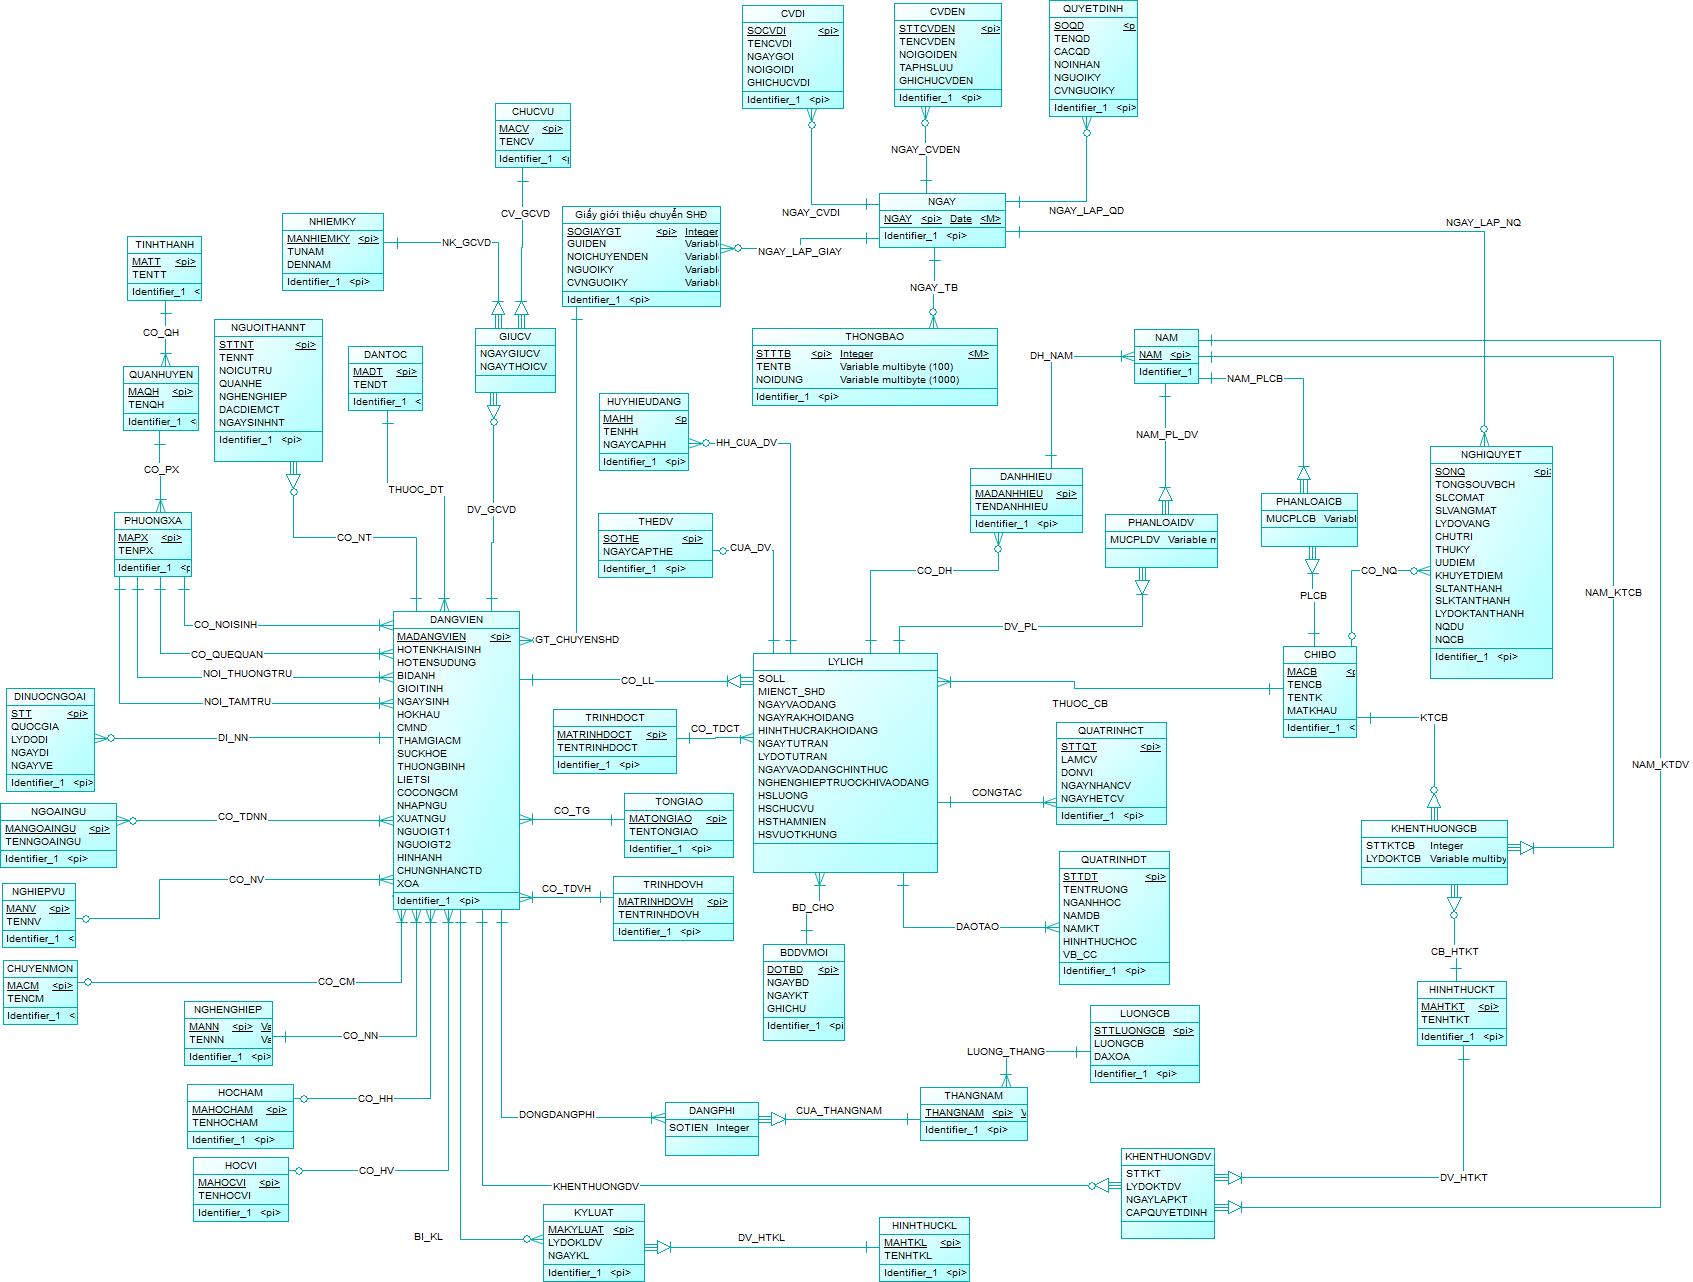 CVDI
SOCVDI <pi>
TENCVDI
NGAYGOI
NOIGOIDI
GHICHUCVDI
Identifier_1 <pi>
CVDEN
STTCVDEN <pi>
TENCVDEN
NOIGOIDEN
TAPHSLUU
GHICHUCVDEN
Identifier_1 <pi>
QUYETDINH
SOQD <p
TENQD
CACQD
NOINHAN
NGUOIKY
CVNGUOIKY
Identifier_1 <pi>
CHUCVU
MACV <pi>
TENCV
Identifier_1 <p
NGAY_CVDEN
NGAY_CVDI
NGAY_LAP_QD
NGAY
NGAY <pi> Date <M>
Identifier_1 <pi>
NGAY_LAP_NQ
NHIEMKY
MANHIEMKY <pi>
TUNAM
DENNAM
Identifier_1 <pi>
NK_GCVD
CV_GCVD
Giấy giới thiệu chuyển SHĐ
SOGIAYGT <pi> Integer
GUIDEN Variabl
NOICHUYENDEN Variabl
NGUOIKY Variabl
CVNGUOIKY Variabl
Identifier_1 <pi>
NGAY_LAP_GIAY
NGAY_TB
TINHTHANH
MATT <pi>
TENTT
Identifier_1 <
CO_QH
QUANHUYEN
MAQH <pi>
TENQH
Identifier_1 <
CO_PX
PHUONGXA
MAPX <pi>
TENPX
Identifier_1 <p
NGUOITHANNT
STTNT <pi>
TENNT
NOICUTRU
QUANHE
NGHENGHIEP
DACDIEMCT
NGAYSINHNT
Identifier_1 <pi>
CO_NT
DANTOC
MADT <pi>
TENDT
Identifier_1 <
THUOC_DT
GIUCV
NGAYGIUCV
NGAYTHOICV
DV_GCVD
THONGBAO
STTTB <pi> Integer <M>
TENTB Variable multibyte (100)
NOIDUNG Variable multibyte (1000)
Identifier_1 <pi>
NAM
NAM <pi>
Identifier_1
DH_NAM
NAM_PLCB
NAM_PL_DV
HUYHIEUDANG
MAHH <p
TENHH
NGAYCAPHH
Identifier_1 <pi>
HH_CUA_DV
THEDV
SOTHE <pi>
NGAYCAPTHE
Identifier_1 <pi>
CUA_DV
DANHHIEU
MADANHHIEU <pi>
TENDANHHIEU
Identifier_1 <pi>
CO_DH
PHANLOAIDV
MUCPLDV Variable m
DV_PL
PHANLOAICB
MUCPLCB Variabl
PLCB
NGHIQUYET
SONQ <pi>
TONGSOUVBCH
SLCOMAT
SLVANGMAT
LYDOVANG
CHUTRI
THUKY
UUDIEM
KHUYETDIEM
SLTANTHANH
SLKTANTHANH
LYDOKTANTHANH
NQDU
NQCB
Identifier_1 <pi>
CO_NQ
NAM_KTCB
NAM_KTDV
CHIBO
MACB <p
TENCB
TENTK
MATKHAU
Identifier_1 <
THUOC_CB
KTCB
CO_NOISINH
CO_QUEQUAN
NOI_THUONGTRU
NOI_TAMTRU
DANGVIEN
MADANGVIEN <pi>
HOTENKHAISINH
HOTENSUDUNG
BIDANH
GIOITINH
NGAYSINH
HOKHAU
CMND
THAMGIACM
SUCKHOE
THUONGBINH
LIETSI
COCONGCM
NHAPNGU
XUATNGU
NGUOIGT1
NGUOIGT2
HINHANH
CHUNGNHANCTD
XOA
Identifier_1 <pi>
GT_CHUYENSHD
CO_LL
LYLICH
SOLL
MIENCT_SHD
NGAYVAODANG
NGAYRAKHOIDANG
HINHTHUCRAKHOIDANG
NGAYTUTRAN
LYDOTUTRAN
NGAYVAODANGCHINTHUC
NGHENGHIEPTRUOCKHIVAODANG
HSLUONG
HSCHUCVU
HSTHAMNIEN
HSVUOTKHUNG
DINUOCNGOAI
STT <pi>
QUOCGIA
LYDODI
NGAYDI
NGAYVE
Identifier_1 <pi>
DI_NN
NGOAINGU
MANGOAINGU <pi>
TENNGOAINGU
Identifier_1 <pi>
CO_TDNN
NGHIEPVU
MANV <pi>
TENNV
Identifier_1 <
CO_NV
CHUYENMON
MACM <pi>
TENCM
Identifier_1 <
CO_CM
NGHENGHIEP
MANN <pi> Va
TENNN Va
Identifier_1 <pi>
CO_NN
HOCHAM
MAHOCHAM <pi>
TENHOCHAM
Identifier_1 <pi>
CO_HH
HOCVI
MAHOCVI <pi>
TENHOCVI
Identifier_1 <pi>
CO_HV
TRINHDOCT
MATRINHDOCT <pi>
TENTRINHDOCT
Identifier_1 <pi>
CO_TDCT
TONGIAO
MATONGIAO <pi>
TENTONGIAO
Identifier_1 <pi>
CO_TG
TRINHDOVH
MATRINHDOVH <pi>
TENTRINHDOVH
Identifier_1 <pi>
CO_TDVH
QUATRINHCT
STTQT <pi>
LAMCV
DONVI
NGAYNHANCV
NGAYHETCV
Identifier_1 <pi>
CONGTAC
QUATRINHDT
STTDT <pi>
TENTRUONG
NGANHHOC
NAMDB
NAMKT
HINHTHUCHOC
VB_CC
Identifier_1 <pi>
DAOTAO
BD_CHO
BDDVMOI
DOTBD <pi>
NGAYBD
NGAYKT
GHICHU
Identifier_1 <pi
KHENTHUONGCB
STTKTCB Integer
LYDOKTCB Variable multiby
CB_HTKT
HINHTHUCKT
MAHTKT <pi>
TENHTKT
Identifier_1 <pi>
DV_HTKT
LUONGCB
STTLUONGCB <pi>
LUONGCB
DAXOA
Identifier_1 <pi>
LUONG_THANG
THANGNAM
THANGNAM <pi> V
Identifier_1 <pi>
CUA_THANGNAM
DANGPHI
SOTIEN Integer
DONGDANGPHI
KHENTHUONGDV
KHENTHUONGDV
STTKT
LYDOKTDV
NGAYLAPKT
CAPQUYETDINH
BI_KL
KYLUAT
MAKYLUAT <pi>
LYDOKLDV
NGAYKL
Identifier_1 <pi>
DV_HTKL
HINHTHUCKL
MAHTKL <pi>
TENHTKL
Identifier_1 <pi>